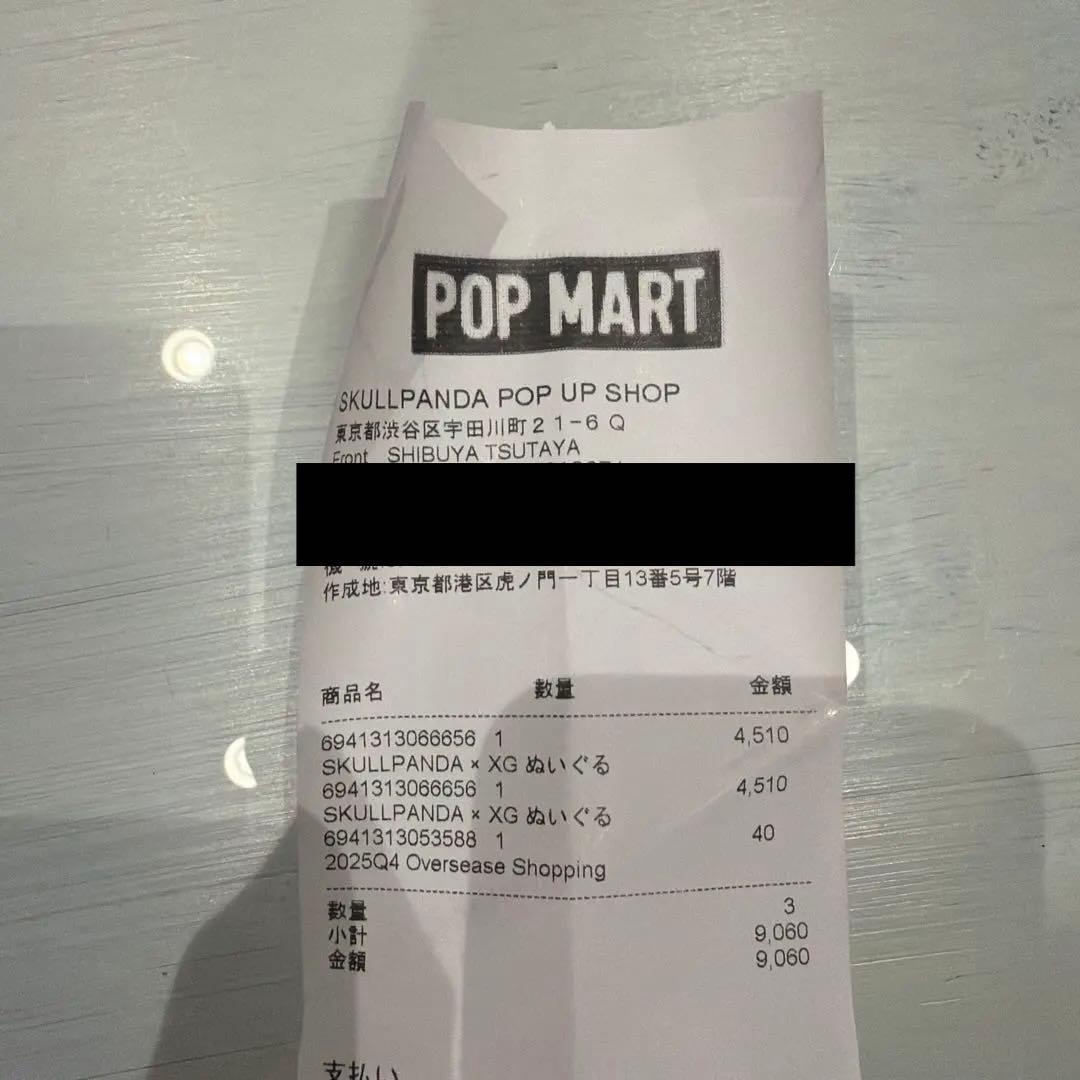 POP MART
SKULLPANDA POP UP SHOP
東京都渋谷区宇田川町21-6 Q
Front SHIBUYA TSUTAYA
作成地:東京都港区虎ノ門一丁目13番5号7階
商品名 数量 金額
6941313066656 1 4,510
SKULLPANDA × XG ぬいぐる
6941313066656 1 4,510
SKULLPANDA × XG ぬいぐる
6941313053588 1 40
2025Q4 Oversease Shopping
数量 3
小計 9,060
金額 9,060
支払い